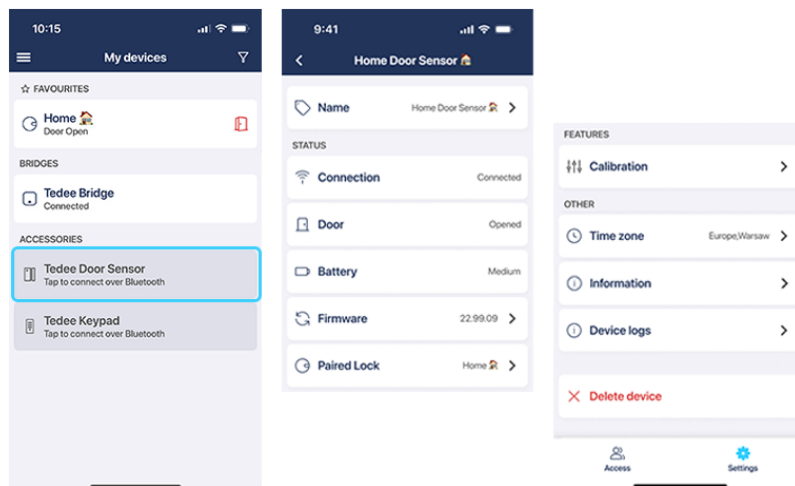 10:15
My devices
FAVOURITES
Home
Door Open
BRIDGES
Tedee Bridge
Connected
ACCESSORIES
Tedee Door Sensor
Tap to connect over Bluetooth
Tedee Keypad
Tap to connect over Bluetooth
9:41
Home Door Sensor
Name Home Door Sensor
STATUS
Connection Connected
Door Opened
Battery Medium
Firmware 22.99.09
Paired Lock Home
FEATURES
Calibration
OTHER
Time zone Europe,Warsaw
Information
Device logs
Delete device
Access Settings